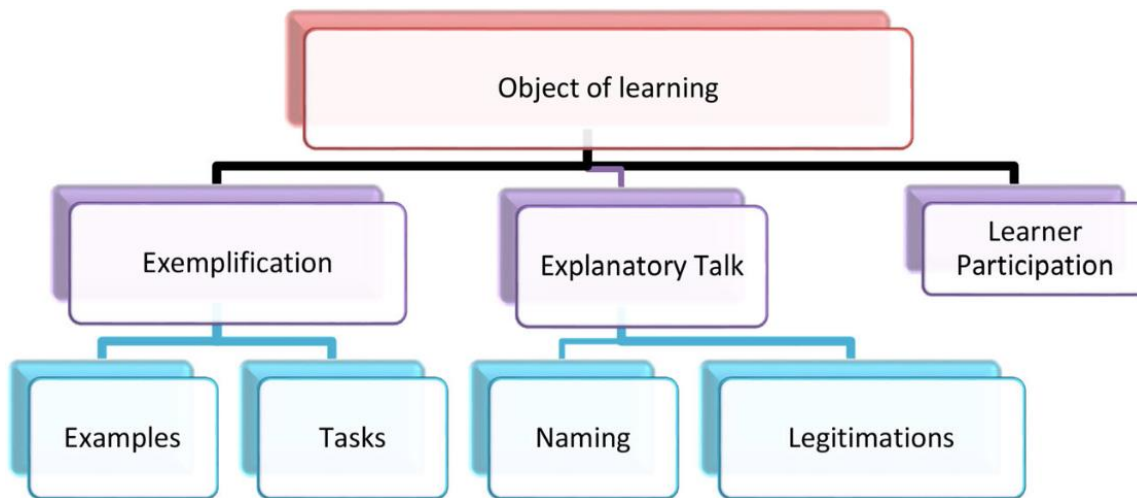 Object of learning
Exemplification
Explanatory Talk
Learner
Participation
Examples
Tasks
Naming
Legitimations